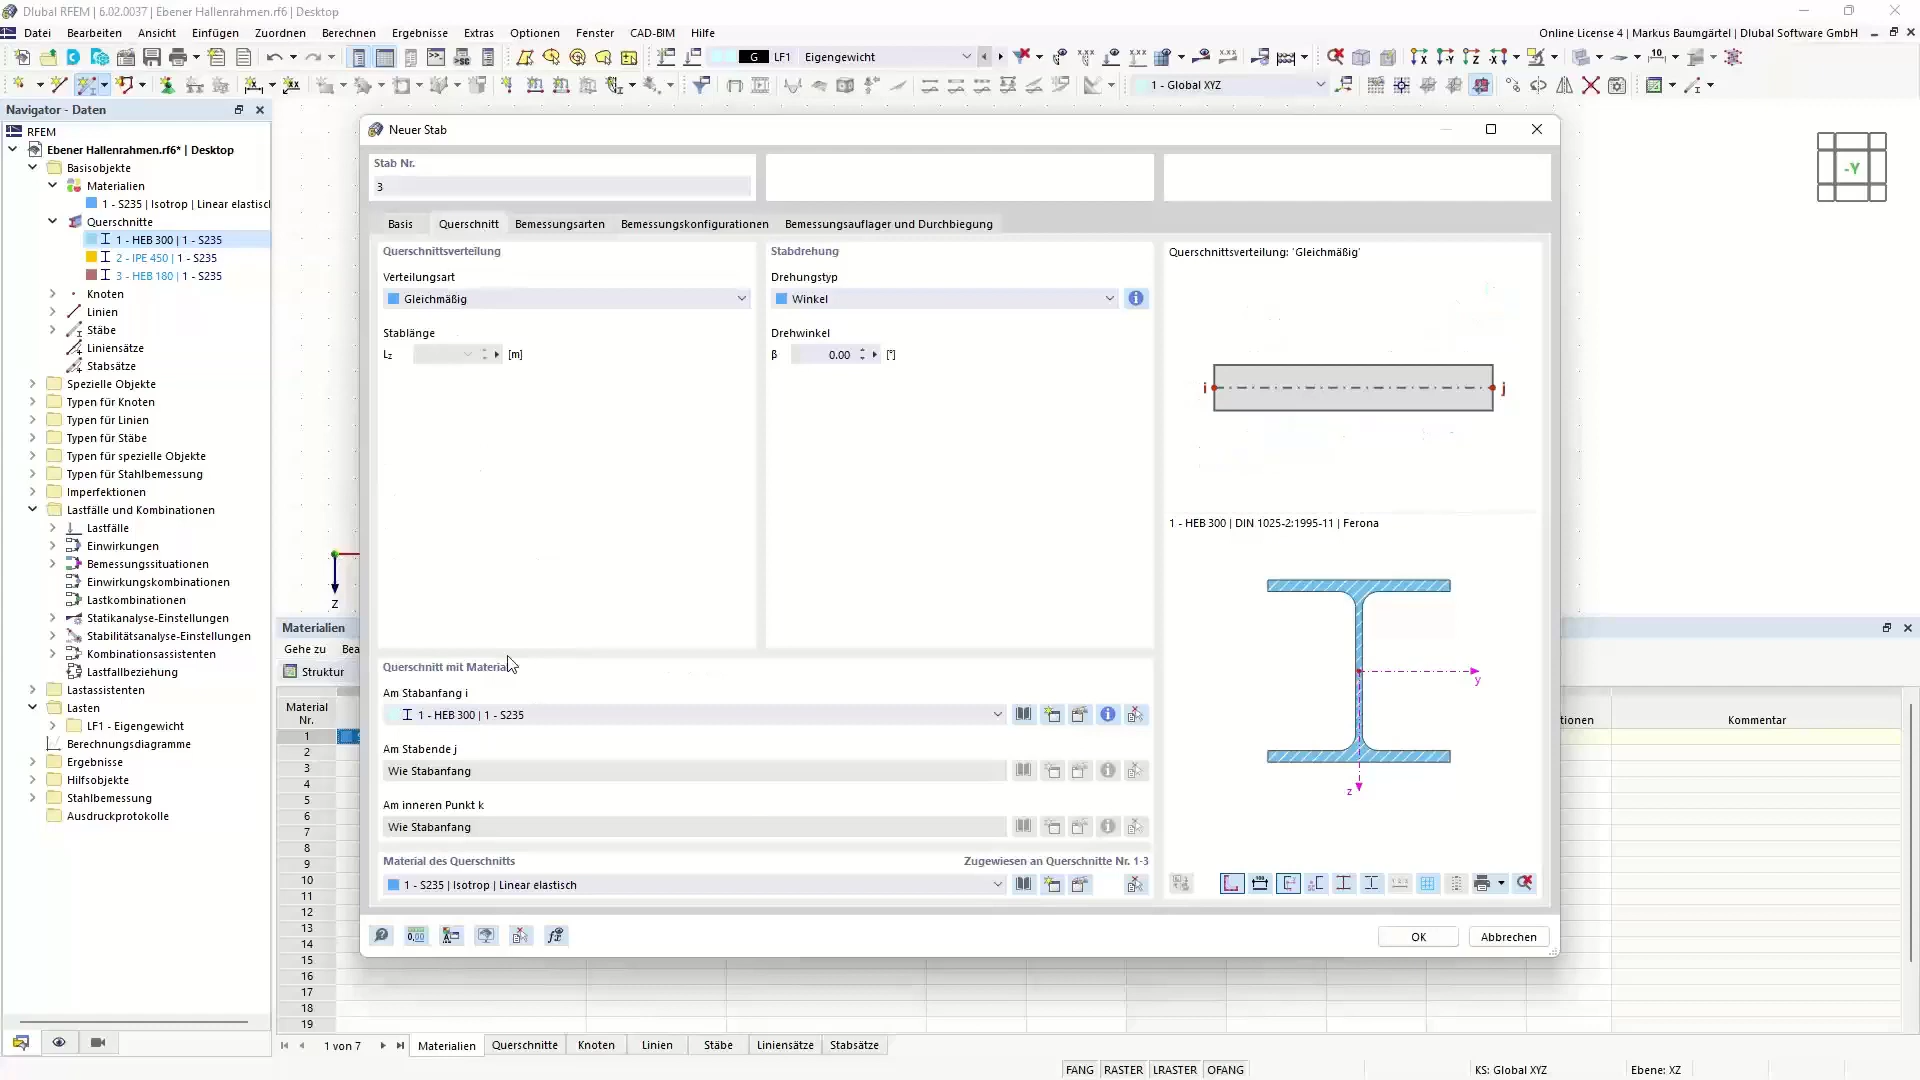 Dlubal RFEM | 6.02.0037 | Ebener Hallenrahmen.rf6* | Desktop
Datei Bearbeiten Ansicht Einfügen Zuordnen Berechnen Ergebnisse Extras Optionen Fenster CAD-BIM Hilfe
Online License 4 | Markus Baumgärtel | Dlubal Software GmbH
G LF1 Eigengewicht
1 - Global XYZ
Navigator - Daten
RFEM
Ebener Hallenrahmen.rf6* | Desktop
Basisobjekte
Materialien
1 - S235 | Isotrop | Linear elastisch
Querschnitte
1 - HEB 300 | 1 - S235
2 - IPE 450 | 1 - S235
3 - HEB 180 | 1 - S235
Knoten
Linien
Stäbe
Liniensätze
Stabsätze
Spezielle Objekte
Typen für Knoten
Typen für Linien
Typen für Stäbe
Typen für spezielle Objekte
Typen für Stahlbemessung
Imperfektionen
Lastfälle und Kombinationen
Lastfälle
Einwirkungen
Bemessungssituationen
Einwirkungskombinationen
Lastkombinationen
Statikanalyse-Einstellungen
Stabilitätsanalyse-Einstellungen
Kombinationsassistenten
Lastfallbeziehung
Lastassistenten
Lasten
LF1 - Eigengewicht
Berechnungsdiagramme
Ergebnisse
Hilfsobjekte
Stahlbemessung
Ausdruckprotokolle
Z
-Y
Neuer Stab
Stab Nr.
3
Basis Querschnitt Bemessungsarten Bemessungskonfigurationen Bemessungsauflager und Durchbiegung
Querschnittsverteilung
Verteilungsart
Gleichmäßig
Stablänge
Lz [m]
Stabdrehung
Drehungstyp
Winkel
Drehwinkel
β 0.00 [°]
Querschnittsverteilung: 'Gleichmäßig'
i j
Querschnitt mit Material
Am Stabanfang i
1 - HEB 300 | 1 - S235
Am Stabende j
Wie Stabanfang
Am inneren Punkt k
Wie Stabanfang
Material des Querschnitts Zugewiesen an Querschnitte Nr. 1-3
1 - S235 | Isotrop | Linear elastisch
1 - HEB 300 | DIN 1025-2:1995-11 | Ferona
y
z
OK Abbrechen
Materialien
Gehe zu Bea
Struktur
Material
Nr.
tionen Kommentar
1
2
3
4
5
6
7
8
9
10
11
12
13
14
15
16
17
18
19
1 von 7 Materialien Querschnitte Knoten Linien Stäbe Liniensätze Stabsätze
FANG RASTER LRASTER OFANG KS: Global XYZ Ebene: XZ